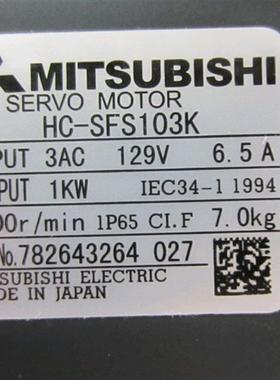 MITSUBISHI
SERVO MOTOR
HC-SFS103K
PUT 3AC 129V 6.5A
PUT 1KW IEC34-1 1994
00r/min IP65 CI.F 7.0kg
No.782643264 027
TSUBISHI ELECTRIC
DE IN JAPAN